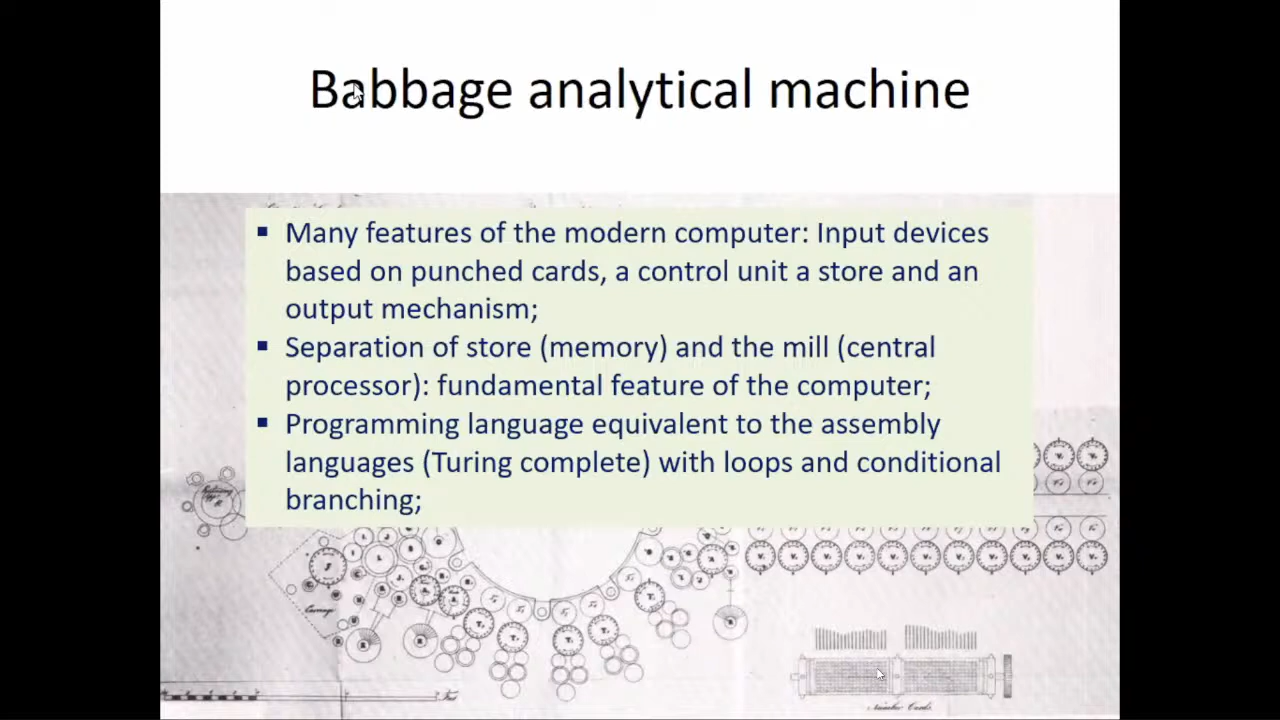 Babbage analytical machine
▪ Many features of the modern computer: Input devices
based on punched cards, a control unit a store and an
output mechanism;
▪ Separation of store (memory) and the mill (central
processor): fundamental feature of the computer;
▪ Programming language equivalent to the assembly
languages (Turing complete) with loops and conditional
branching;
Number Cards